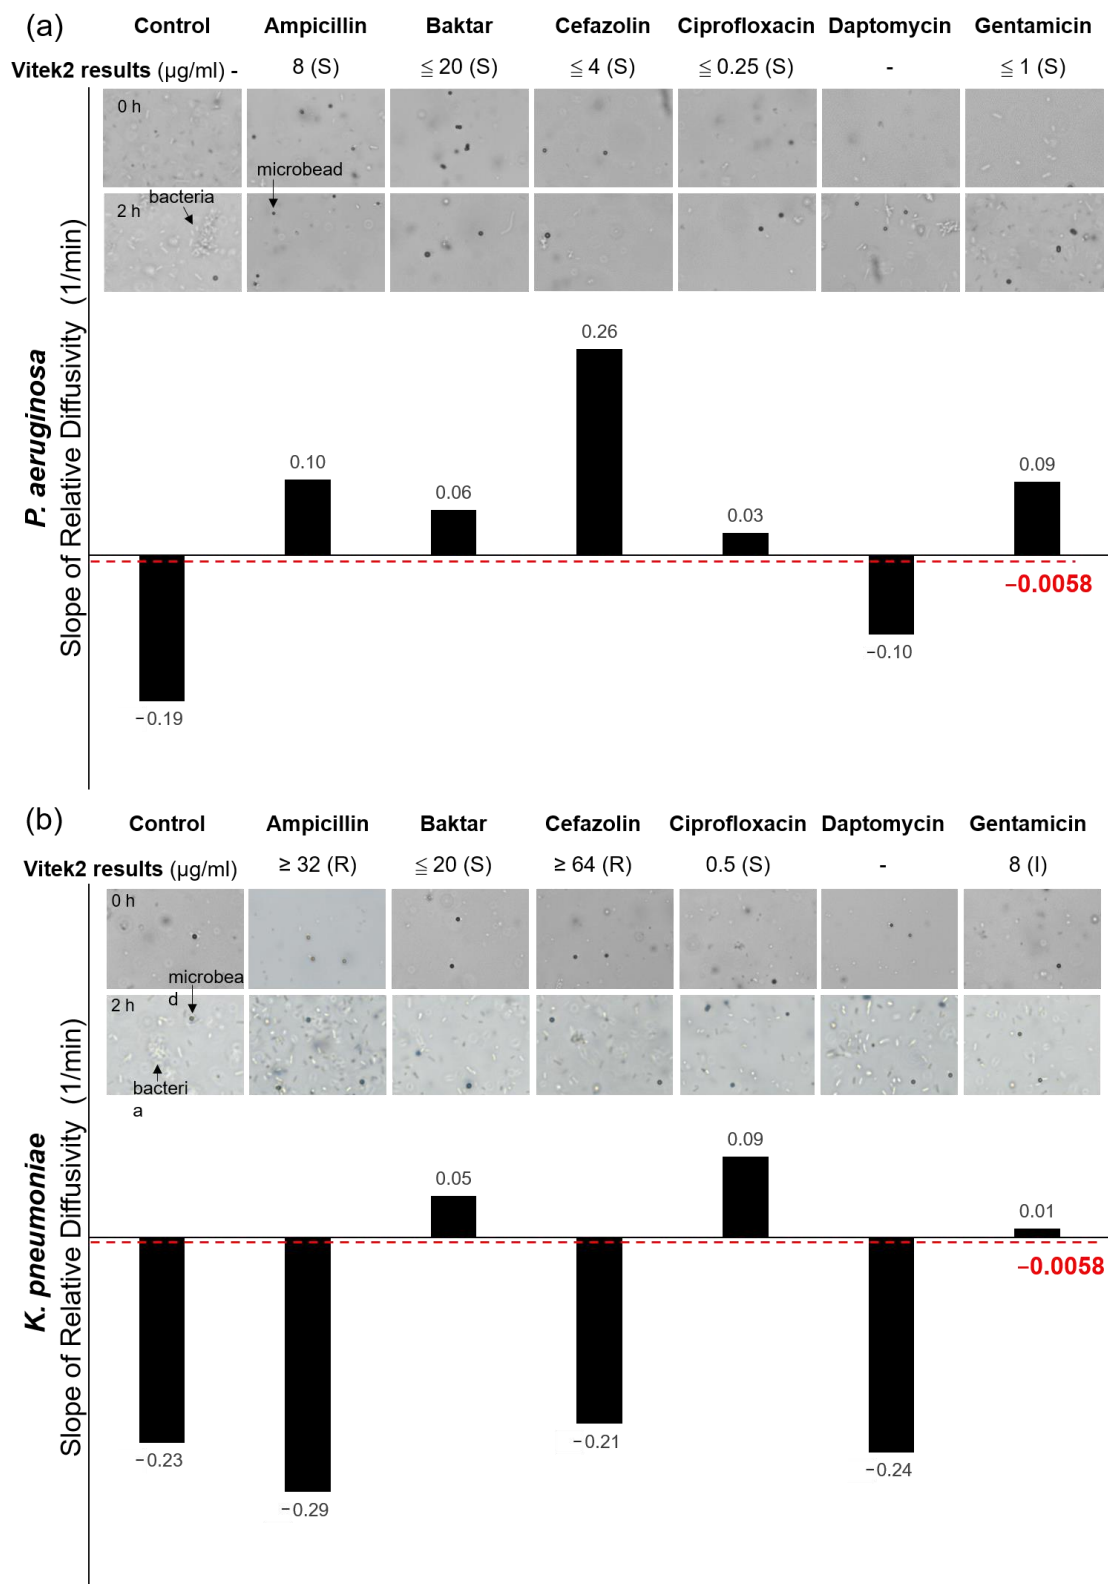 (a)
Control Ampicillin Baktar Cefazolin Ciprofloxacin Daptomycin Gentamicin
Vitek2 results (µg/ml) - 8 (S) ≦ 20 (S) ≦ 4 (S) ≦ 0.25 (S) - ≦ 1 (S)
0 h
microbead
bacteria
2 h
P. aeruginosa
Slope of Relative Diffusivity (1/min)
0.26
0.10
0.09
0.06
0.03
−0.0058
−0.10
−0.19
(b)
Control Ampicillin Baktar Cefazolin Ciprofloxacin Daptomycin Gentamicin
Vitek2 results (µg/ml) ≥ 32 (R) ≦ 20 (S) ≥ 64 (R) 0.5 (S) - 8 (I)
0 h
microbea
d
2 h
bacteri
a
K. pneumoniae
Slope of Relative Diffusivity (1/min)
0.09
0.05
0.01
−0.0058
−0.21
−0.23
−0.24
−0.29